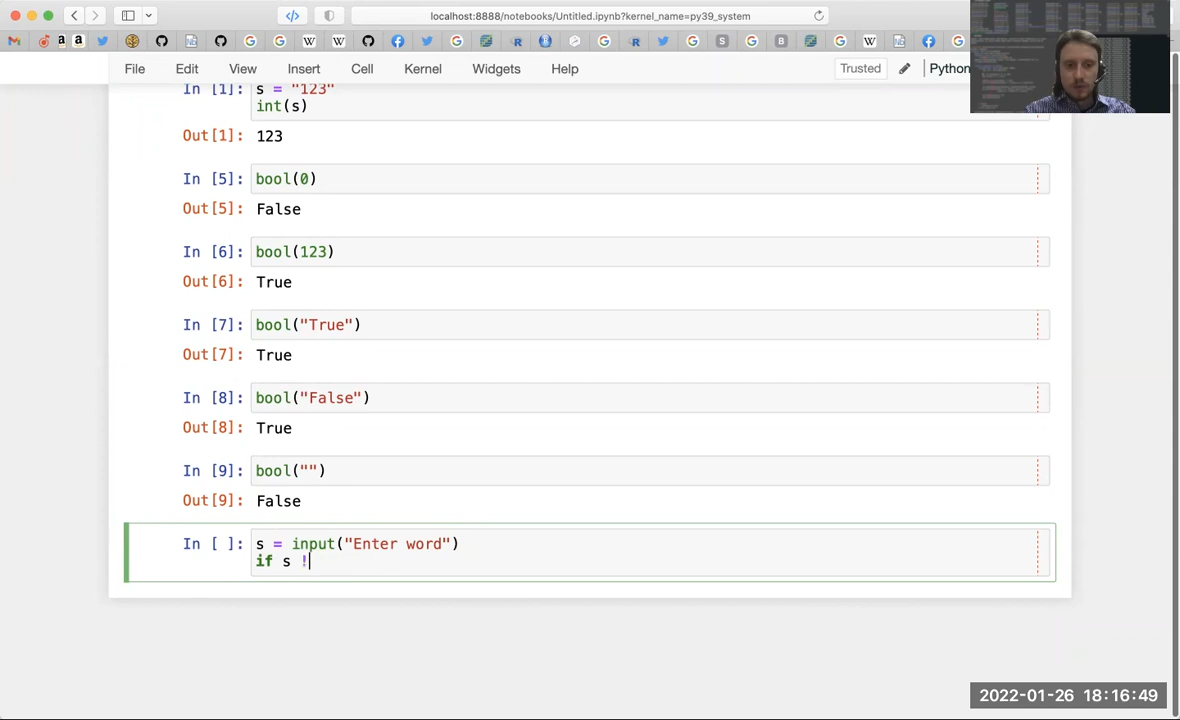 localhost:8888/notebooks/Untitled.ipynb?kernel_name=py39_system
File Edit View Insert Cell Kernel Widgets Help Trusted Python
In [1]: s = "123"
int(s)
Out[1]: 123
In [5]: bool(0)
Out[5]: False
In [6]: bool(123)
Out[6]: True
In [7]: bool("True")
Out[7]: True
In [8]: bool("False")
Out[8]: True
In [9]: bool("")
Out[9]: False
In [ ]: s = input("Enter word")
if s !
2022-01-26 18:16:49